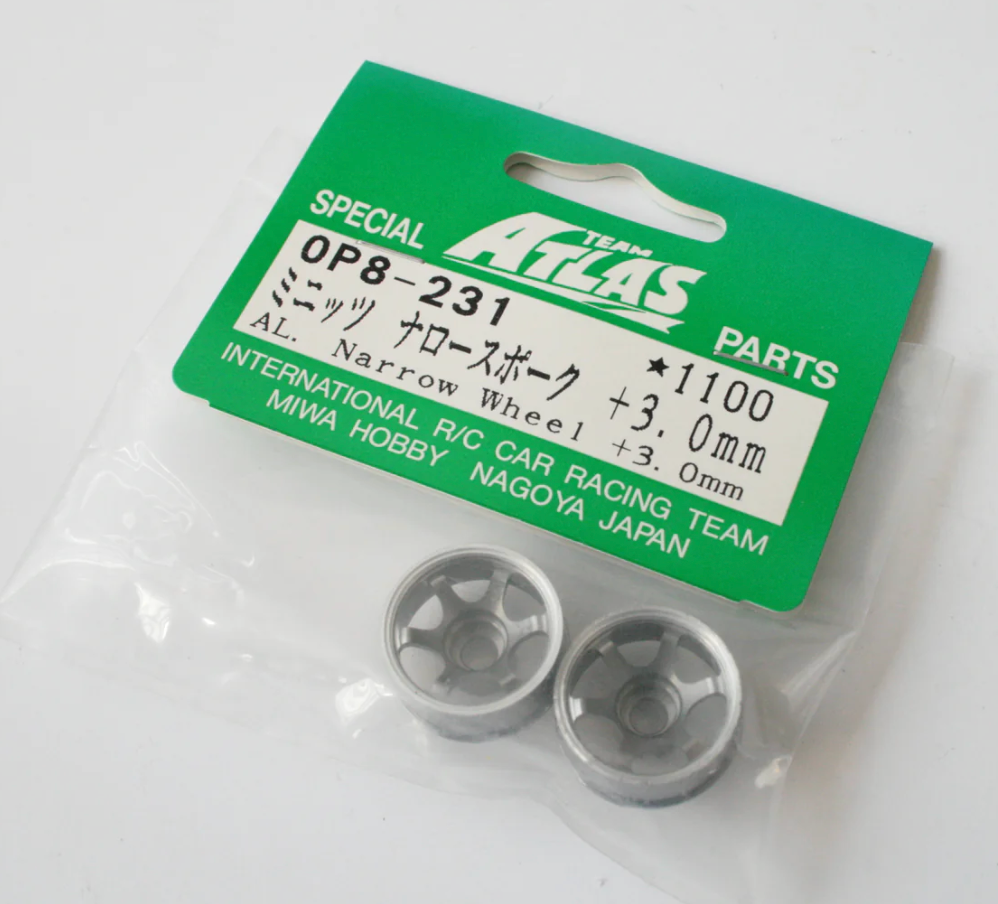 SPECIAL TEAM ATLAS PARTS
OP8-231 ★1100
ミニッツ ナロースポーク +3.0mm
AL. Narrow Wheel +3.0mm
INTERNATIONAL R/C CAR RACING TEAM
MIWA HOBBY NAGOYA JAPAN